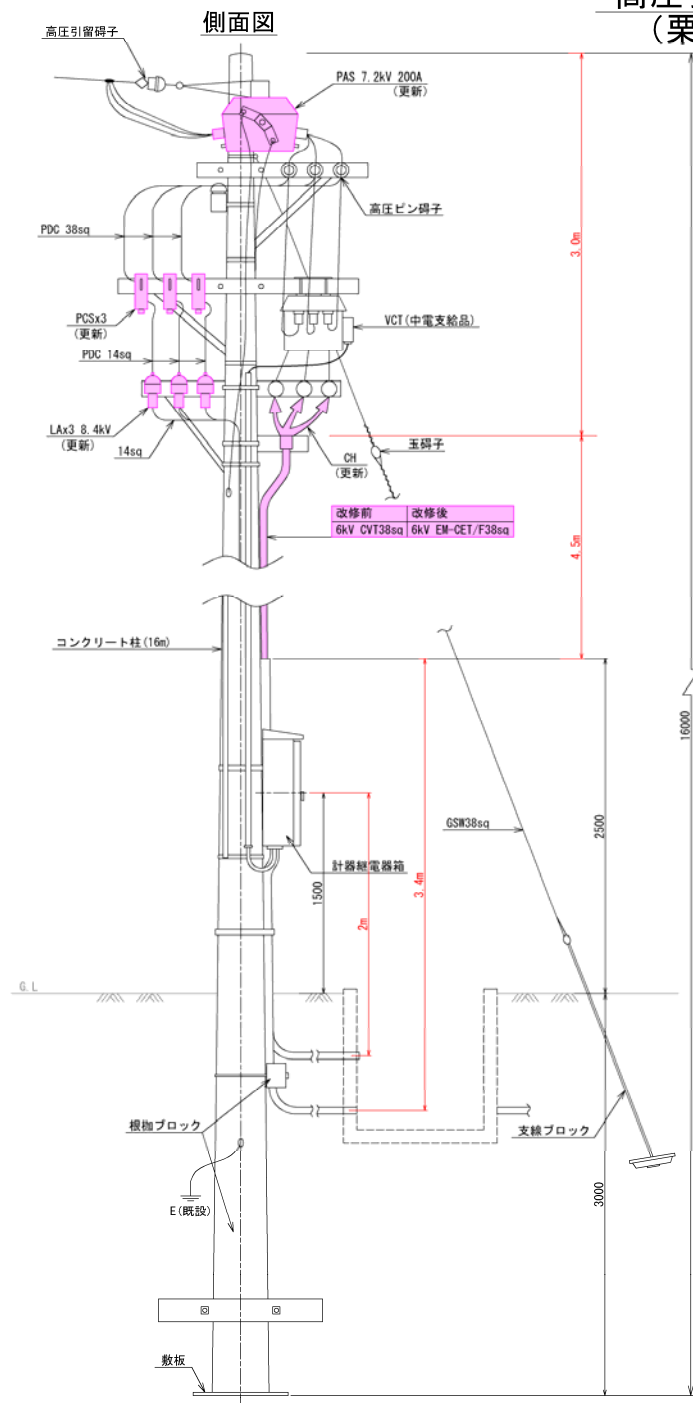 高圧
(栗
側面図
高圧引留碍子
PAS 7.2kV 200A
(更新)
高圧ピン碍子
PDC 38sq
3.0m
PCSx3
(更新)
VCT(中電支給品)
PDC 14sq
LAx3 8.4kV
(更新)
14sq
CH
(更新)
玉碍子
改修前 改修後
6kV CVT38sq 6kV EM-CET/F38sq
4.5m
コンクリート柱(16m)
16000
GSW38sq
2500
計器継電器箱
1500
3.4m
2m
G.L
根枷ブロック
支線ブロック
3000
E(既設)
敷板